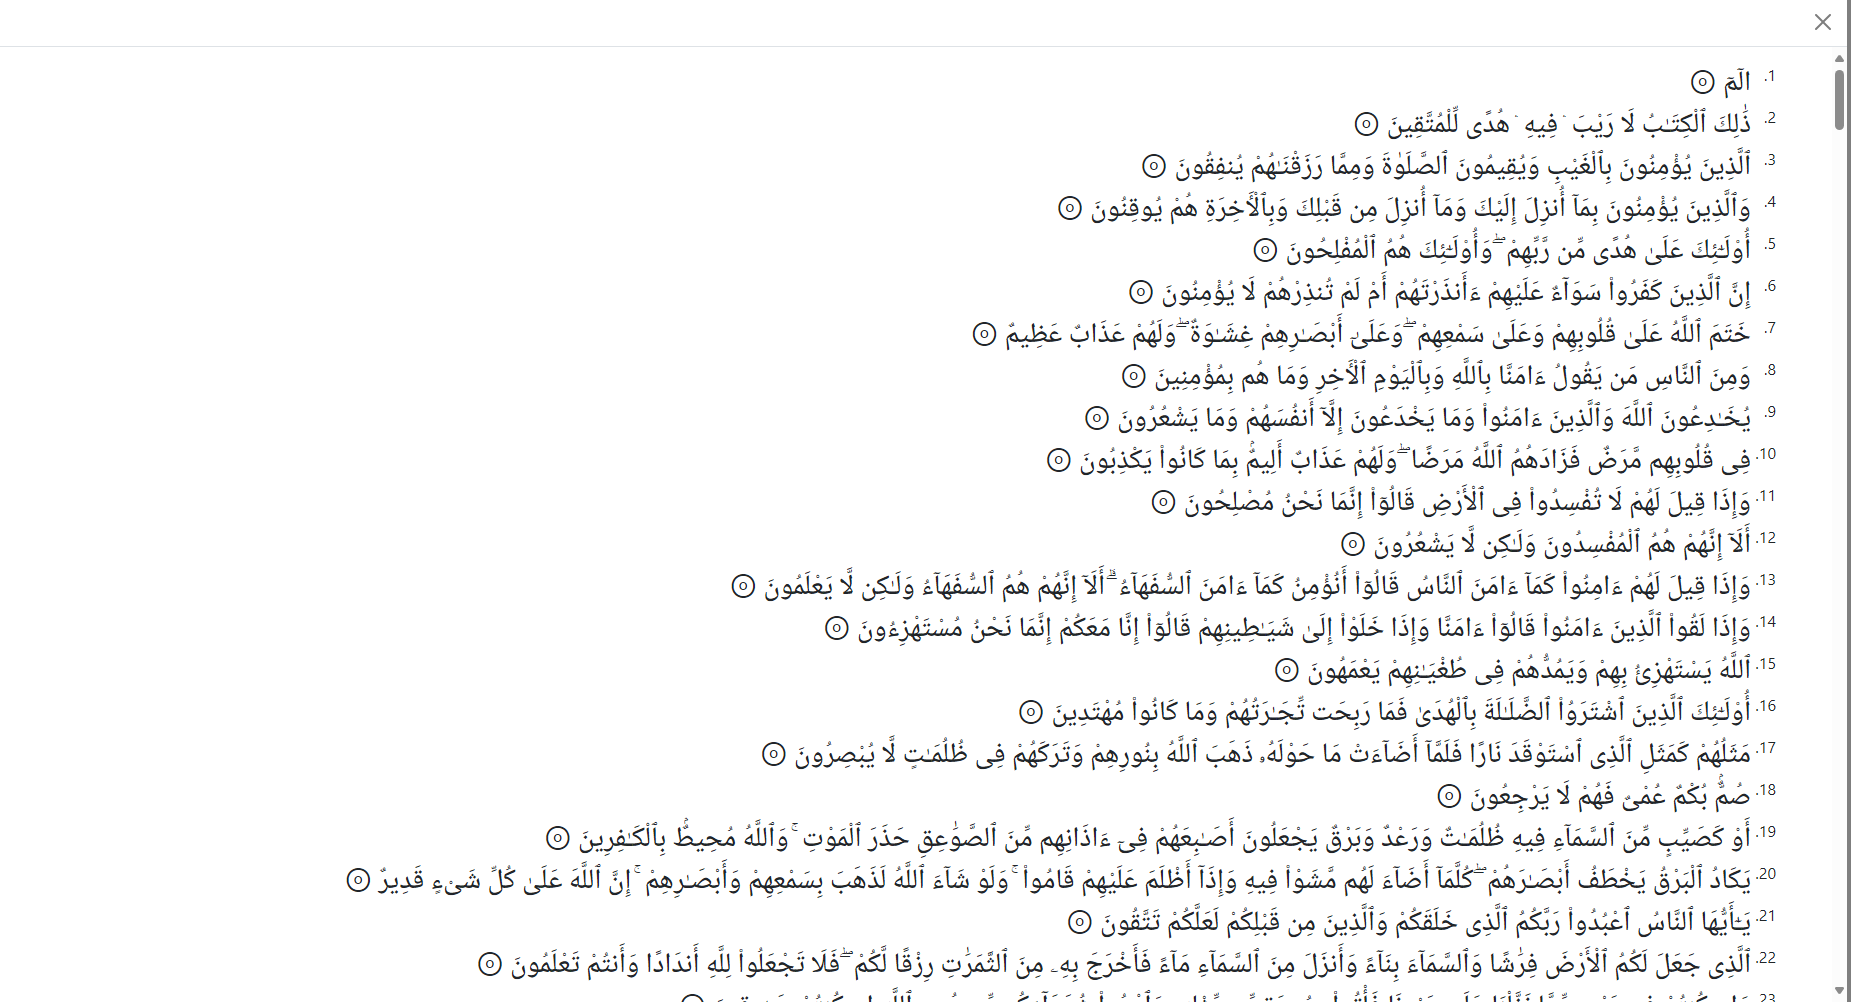 1. الٓمٓ ۝
2. ذَٰلِكَ ٱلْكِتَـٰبُ لَا رَيْبَ ۛ فِيهِ ۛ هُدًى لِّلْمُتَّقِينَ ۝
3. ٱلَّذِينَ يُؤْمِنُونَ بِٱلْغَيْبِ وَيُقِيمُونَ ٱلصَّلَوٰةَ وَمِمَّا رَزَقْنَـٰهُمْ يُنفِقُونَ ۝
4. وَٱلَّذِينَ يُؤْمِنُونَ بِمَآ أُنزِلَ إِلَيْكَ وَمَآ أُنزِلَ مِن قَبْلِكَ وَبِٱلْـَٔاخِرَةِ هُمْ يُوقِنُونَ ۝
5. أُو۟لَـٰٓئِكَ عَلَىٰ هُدًى مِّن رَّبِّهِمْ ۖ وَأُو۟لَـٰٓئِكَ هُمُ ٱلْمُفْلِحُونَ ۝
6. إِنَّ ٱلَّذِينَ كَفَرُوا۟ سَوَآءٌ عَلَيْهِمْ ءَأَنذَرْتَهُمْ أَمْ لَمْ تُنذِرْهُمْ لَا يُؤْمِنُونَ ۝
7. خَتَمَ ٱللَّهُ عَلَىٰ قُلُوبِهِمْ وَعَلَىٰ سَمْعِهِمْ ۖ وَعَلَىٰٓ أَبْصَـٰرِهِمْ غِشَـٰوَةٌ ۖ وَلَهُمْ عَذَابٌ عَظِيمٌ ۝
8. وَمِنَ ٱلنَّاسِ مَن يَقُولُ ءَامَنَّا بِٱللَّهِ وَبِٱلْيَوْمِ ٱلْـَٔاخِرِ وَمَا هُم بِمُؤْمِنِينَ ۝
9. يُخَـٰدِعُونَ ٱللَّهَ وَٱلَّذِينَ ءَامَنُوا۟ وَمَا يَخْدَعُونَ إِلَّآ أَنفُسَهُمْ وَمَا يَشْعُرُونَ ۝
10. فِى قُلُوبِهِم مَّرَضٌ فَزَادَهُمُ ٱللَّهُ مَرَضًا ۖ وَلَهُمْ عَذَابٌ أَلِيمٌۢ بِمَا كَانُوا۟ يَكْذِبُونَ ۝
11. وَإِذَا قِيلَ لَهُمْ لَا تُفْسِدُوا۟ فِى ٱلْأَرْضِ قَالُوٓا۟ إِنَّمَا نَحْنُ مُصْلِحُونَ ۝
12. أَلَآ إِنَّهُمْ هُمُ ٱلْمُفْسِدُونَ وَلَـٰكِن لَّا يَشْعُرُونَ ۝
13. وَإِذَا قِيلَ لَهُمْ ءَامِنُوا۟ كَمَآ ءَامَنَ ٱلنَّاسُ قَالُوٓا۟ أَنُؤْمِنُ كَمَآ ءَامَنَ ٱلسُّفَهَآءُ ۗ أَلَآ إِنَّهُمْ هُمُ ٱلسُّفَهَآءُ وَلَـٰكِن لَّا يَعْلَمُونَ ۝
14. وَإِذَا لَقُوا۟ ٱلَّذِينَ ءَامَنُوا۟ قَالُوٓا۟ ءَامَنَّا وَإِذَا خَلَوْا۟ إِلَىٰ شَيَـٰطِينِهِمْ قَالُوٓا۟ إِنَّا مَعَكُمْ إِنَّمَا نَحْنُ مُسْتَهْزِءُونَ ۝
15. ٱللَّهُ يَسْتَهْزِئُ بِهِمْ وَيَمُدُّهُمْ فِى طُغْيَـٰنِهِمْ يَعْمَهُونَ ۝
16. أُو۟لَـٰٓئِكَ ٱلَّذِينَ ٱشْتَرَوُا۟ ٱلضَّلَـٰلَةَ بِٱلْهُدَىٰ فَمَا رَبِحَت تِّجَـٰرَتُهُمْ وَمَا كَانُوا۟ مُهْتَدِينَ ۝
17. مَثَلُهُمْ كَمَثَلِ ٱلَّذِى ٱسْتَوْقَدَ نَارًا فَلَمَّآ أَضَآءَتْ مَا حَوْلَهُۥ ذَهَبَ ٱللَّهُ بِنُورِهِمْ وَتَرَكَهُمْ فِى ظُلُمَـٰتٍ لَّا يُبْصِرُونَ ۝
18. صُمٌّۢ بُكْمٌ عُمْىٌ فَهُمْ لَا يَرْجِعُونَ ۝
19. أَوْ كَصَيِّبٍ مِّنَ ٱلسَّمَآءِ فِيهِ ظُلُمَـٰتٌ وَرَعْدٌ وَبَرْقٌ يَجْعَلُونَ أَصَـٰبِعَهُمْ فِىٓ ءَاذَانِهِم مِّنَ ٱلصَّوَٰعِقِ حَذَرَ ٱلْمَوْتِ ۚ وَٱللَّهُ مُحِيطٌۢ بِٱلْكَـٰفِرِينَ ۝
20. يَكَادُ ٱلْبَرْقُ يَخْطَفُ أَبْصَـٰرَهُمْ ۖ كُلَّمَآ أَضَآءَ لَهُم مَّشَوْا۟ فِيهِ وَإِذَآ أَظْلَمَ عَلَيْهِمْ قَامُوا۟ ۚ وَلَوْ شَآءَ ٱللَّهُ لَذَهَبَ بِسَمْعِهِمْ وَأَبْصَـٰرِهِمْ ۚ إِنَّ ٱللَّهَ عَلَىٰ كُلِّ شَىْءٍ قَدِيرٌ ۝
21. يَـٰٓأَيُّهَا ٱلنَّاسُ ٱعْبُدُوا۟ رَبَّكُمُ ٱلَّذِى خَلَقَكُمْ وَٱلَّذِينَ مِن قَبْلِكُمْ لَعَلَّكُمْ تَتَّقُونَ ۝
22. ٱلَّذِى جَعَلَ لَكُمُ ٱلْأَرْضَ فِرَٰشًا وَٱلسَّمَآءَ بِنَآءً وَأَنزَلَ مِنَ ٱلسَّمَآءِ مَآءً فَأَخْرَجَ بِهِۦ مِنَ ٱلثَّمَرَٰتِ رِزْقًا لَّكُمْ ۖ فَلَا تَجْعَلُوا۟ لِلَّهِ أَندَادًا وَأَنتُمْ تَعْلَمُونَ ۝